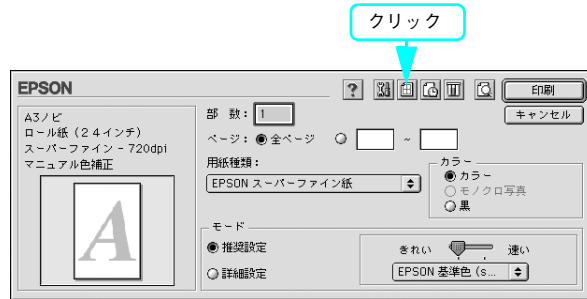 クリック
EPSON
?
印刷
キャンセル
A3ノビ
ロール紙（24インチ）
スーパーファイン - 720dpi
マニュアル色補正
A
部 数： 1
ページ： 全ページ ~
用紙種類：
EPSON スーパーファイン紙
カラー
カラー
モノクロ写真
黒
モード
推奨設定
詳細設定
きれい 速い
EPSON 基準色 (s...